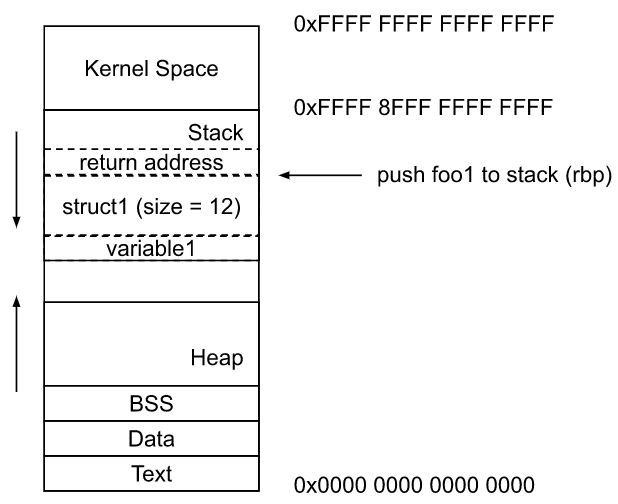 0xFFFF FFFF FFFF FFFF
Kernel Space
0xFFFF 8FFF FFFF FFFF
Stack
return address
push foo1 to stack (rbp)
struct1 (size = 12)
variable1
Heap
BSS
Data
Text
0x0000 0000 0000 0000